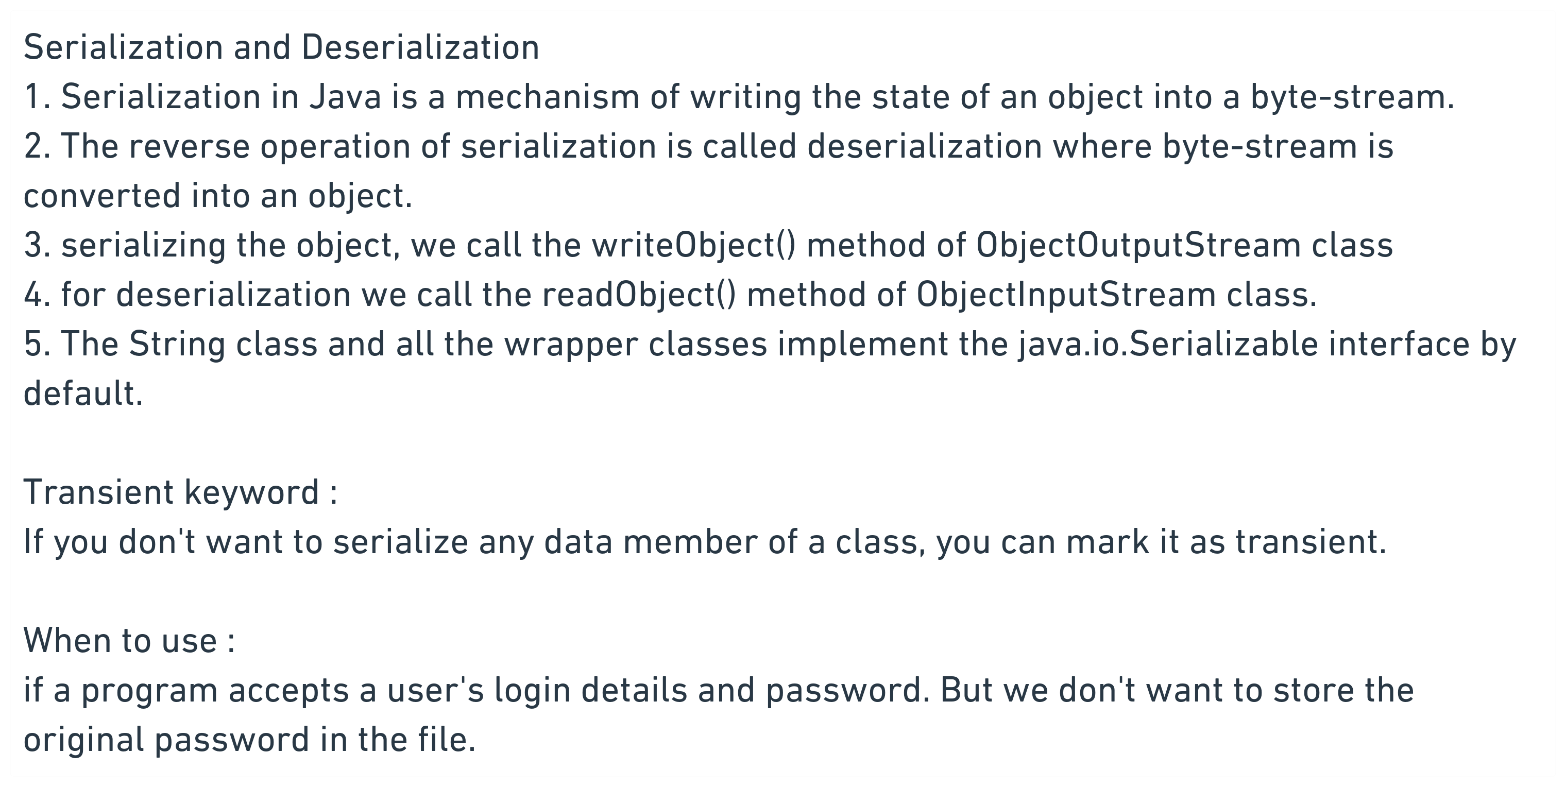 Serialization and Deserialization
1. Serialization in Java is a mechanism of writing the state of an object into a byte-stream.
2. The reverse operation of serialization is called deserialization where byte-stream is
converted into an object.
3. serializing the object, we call the writeObject() method of ObjectOutputStream class
4. for deserialization we call the readObject() method of ObjectInputStream class.
5. The String class and all the wrapper classes implement the java.io.Serializable interface by
default.
Transient keyword :
If you don't want to serialize any data member of a class, you can mark it as transient.
When to use :
if a program accepts a user's login details and password. But we don't want to store the
original password in the file.